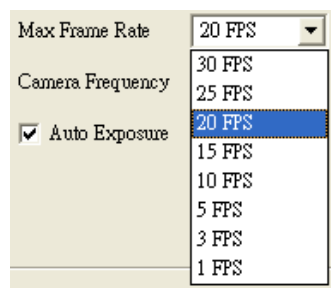 Max Frame Rate 20 FPS
30 FPS
Camera Frequency
25 FPS
20 FPS
Auto Exposure
15 FPS
10 FPS
5 FPS
3 FPS
1 FPS